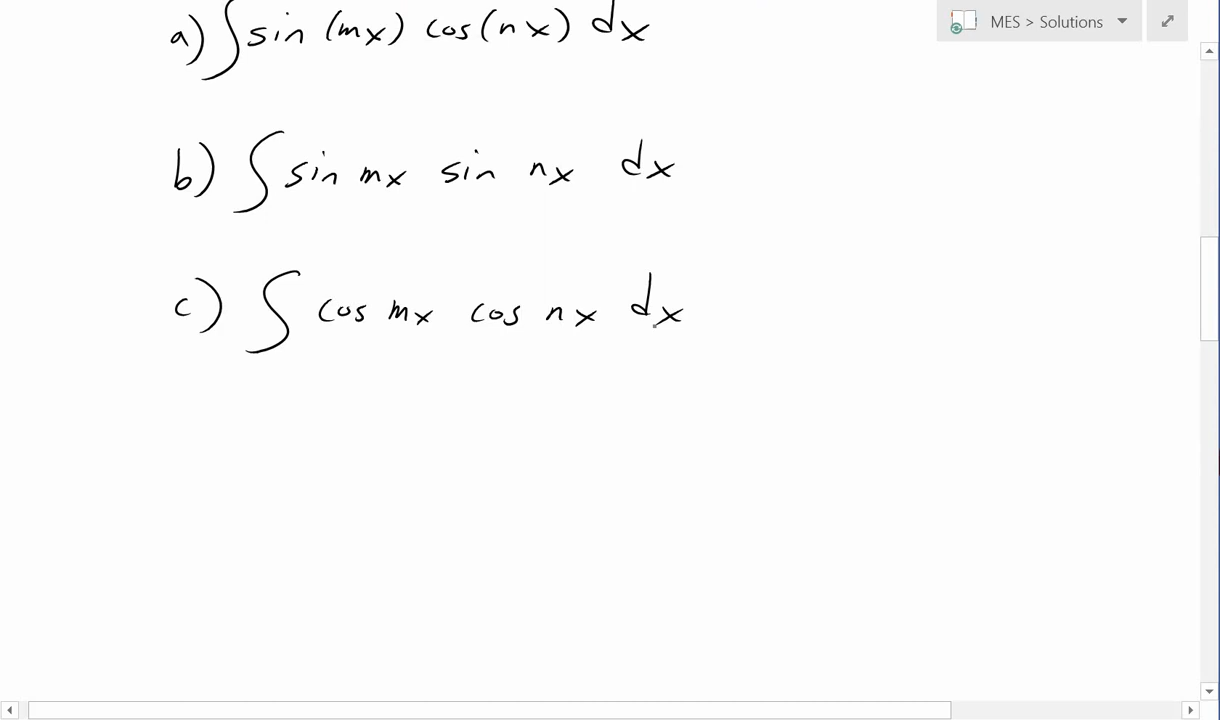 MES > Solutions
a) ∫ sin (mx) cos(nx) dx
b) ∫ sin mx sin nx dx
c) ∫ cos mx cos nx dx